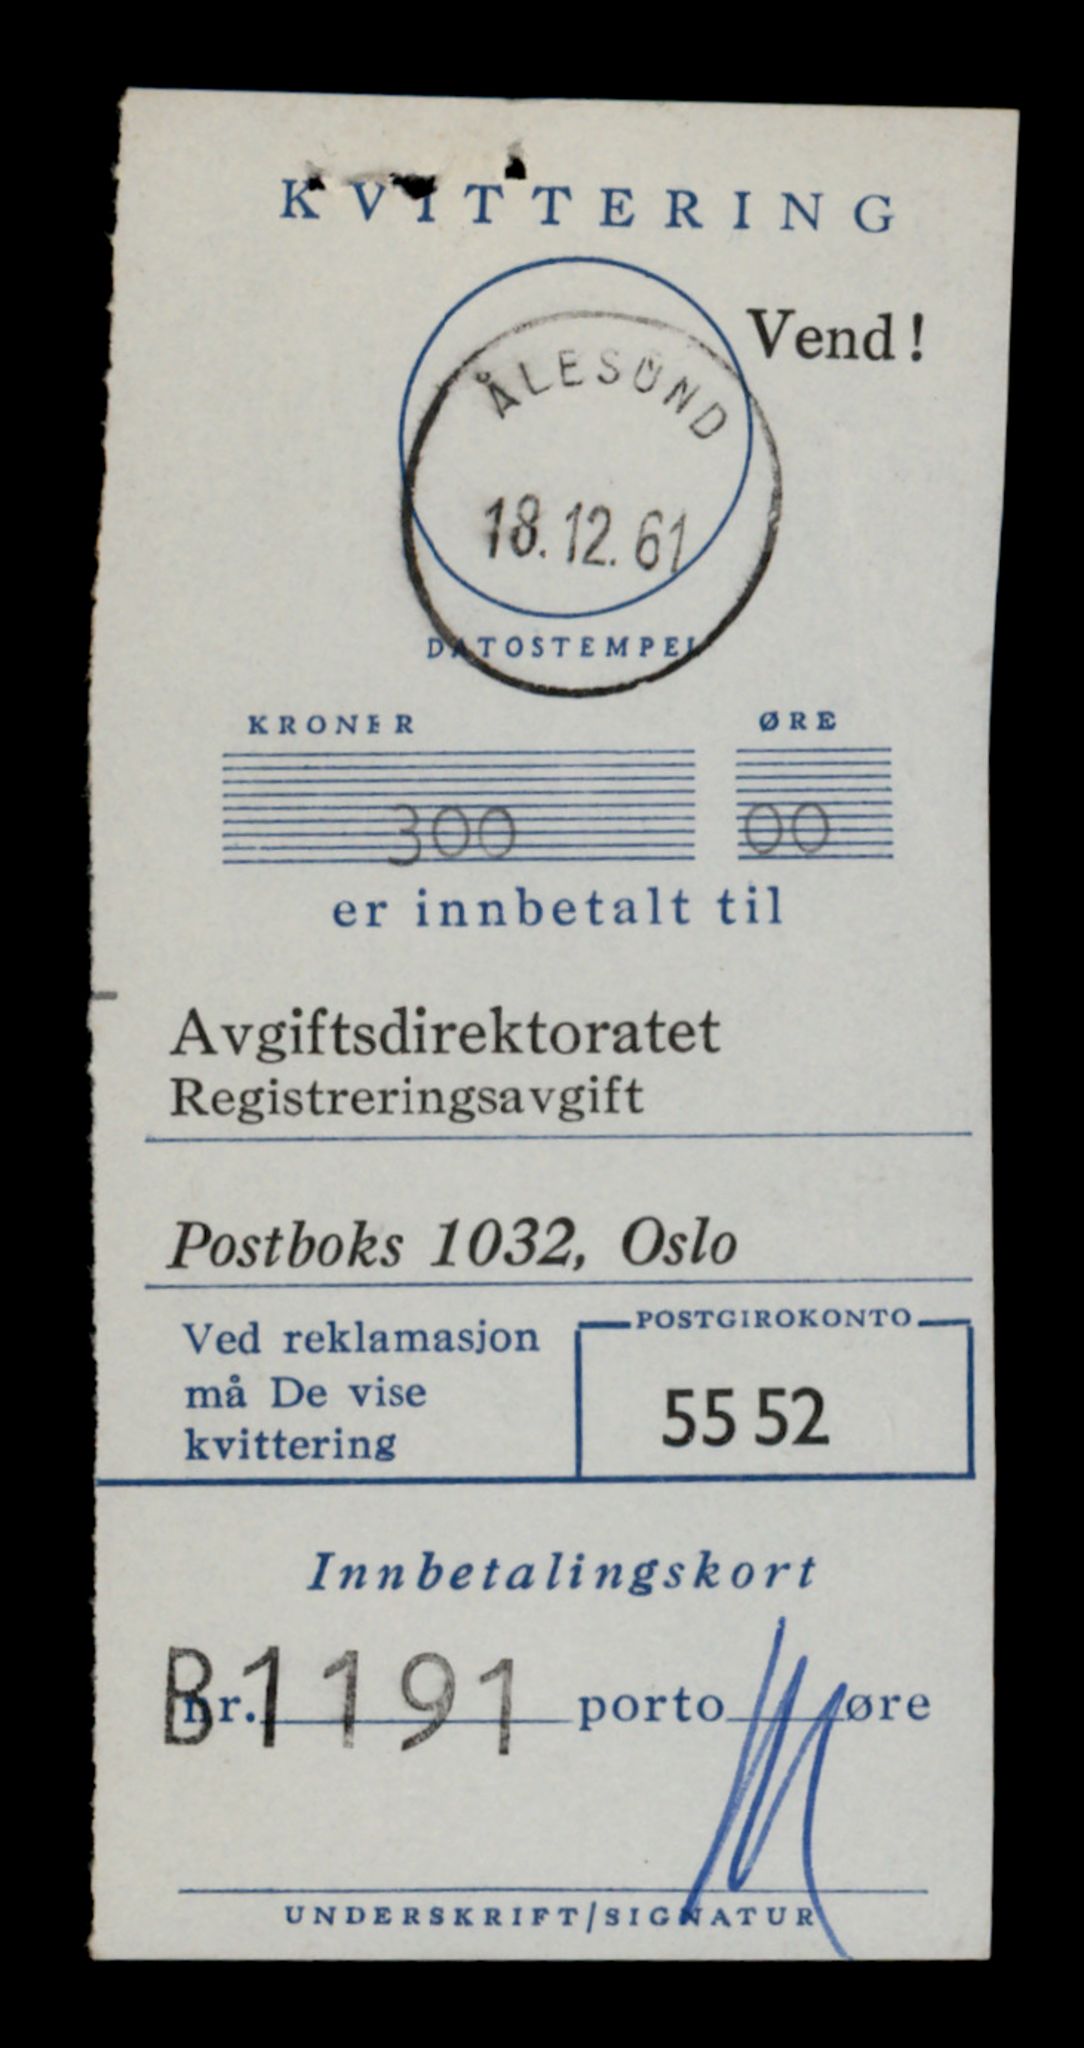 KVITTERING
Vend!
ÅLESUND
18.12.61
DATOSTEMPEL
KRONER ØRE
300 00
er innbetalt til
Avgiftsdirektoratet
Registreringsavgift
Postboks 1032, Oslo
Ved reklamasjon
må De vise
kvittering
POSTGIROKONTO
55 52
Innbetalingskort
nr. B1191 porto øre
UNDERSKRIFT/SIGNATUR